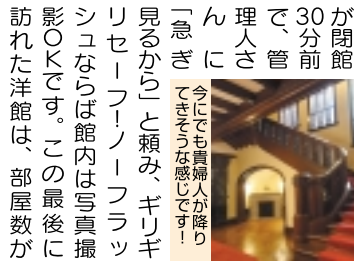 が閉館
30分前
で、管
理人さ
んに
「急ぎ
見るから」と頼み、ギリギ
リセーフ！ノーフラッ
シュならば館内は写真撮
影OKです。この最後に
訪れた洋館は、部屋数が
今にでも貴婦人が降り
てきそうな感じです！